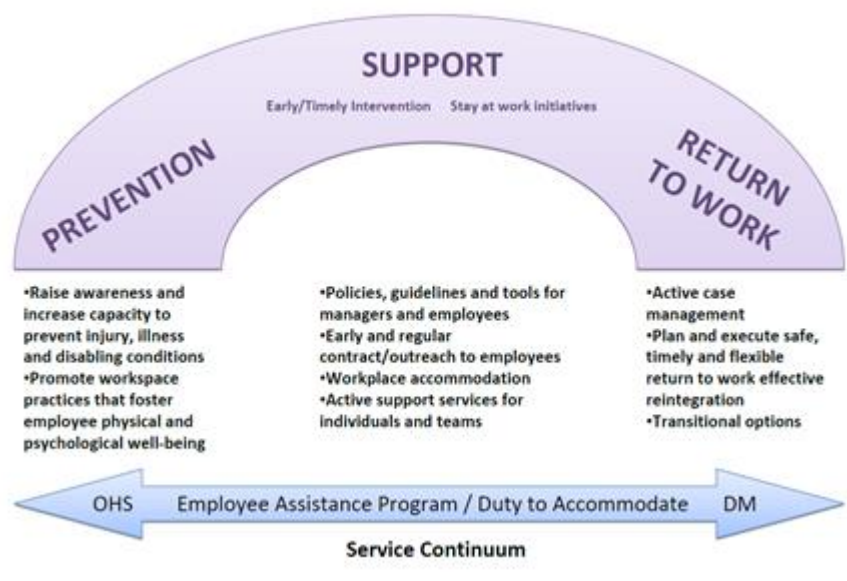 SUPPORT
Early/Timely Intervention Stay at work initiatives
PREVENTION
RETURN
TO WORK
•Raise awareness and
increase capacity to
prevent injury, illness
and disabling conditions
•Promote workspace
practices that foster
employee physical and
psychological well-being
•Policies, guidelines and tools for
managers and employees
•Early and regular
contract/outreach to employees
•Workplace accommodation
•Active support services for
individuals and teams
•Active case
management
•Plan and execute safe,
timely and flexible
return to work effective
reintegration
•Transitional options
OHS Employee Assistance Program / Duty to Accommodate DM
Service Continuum